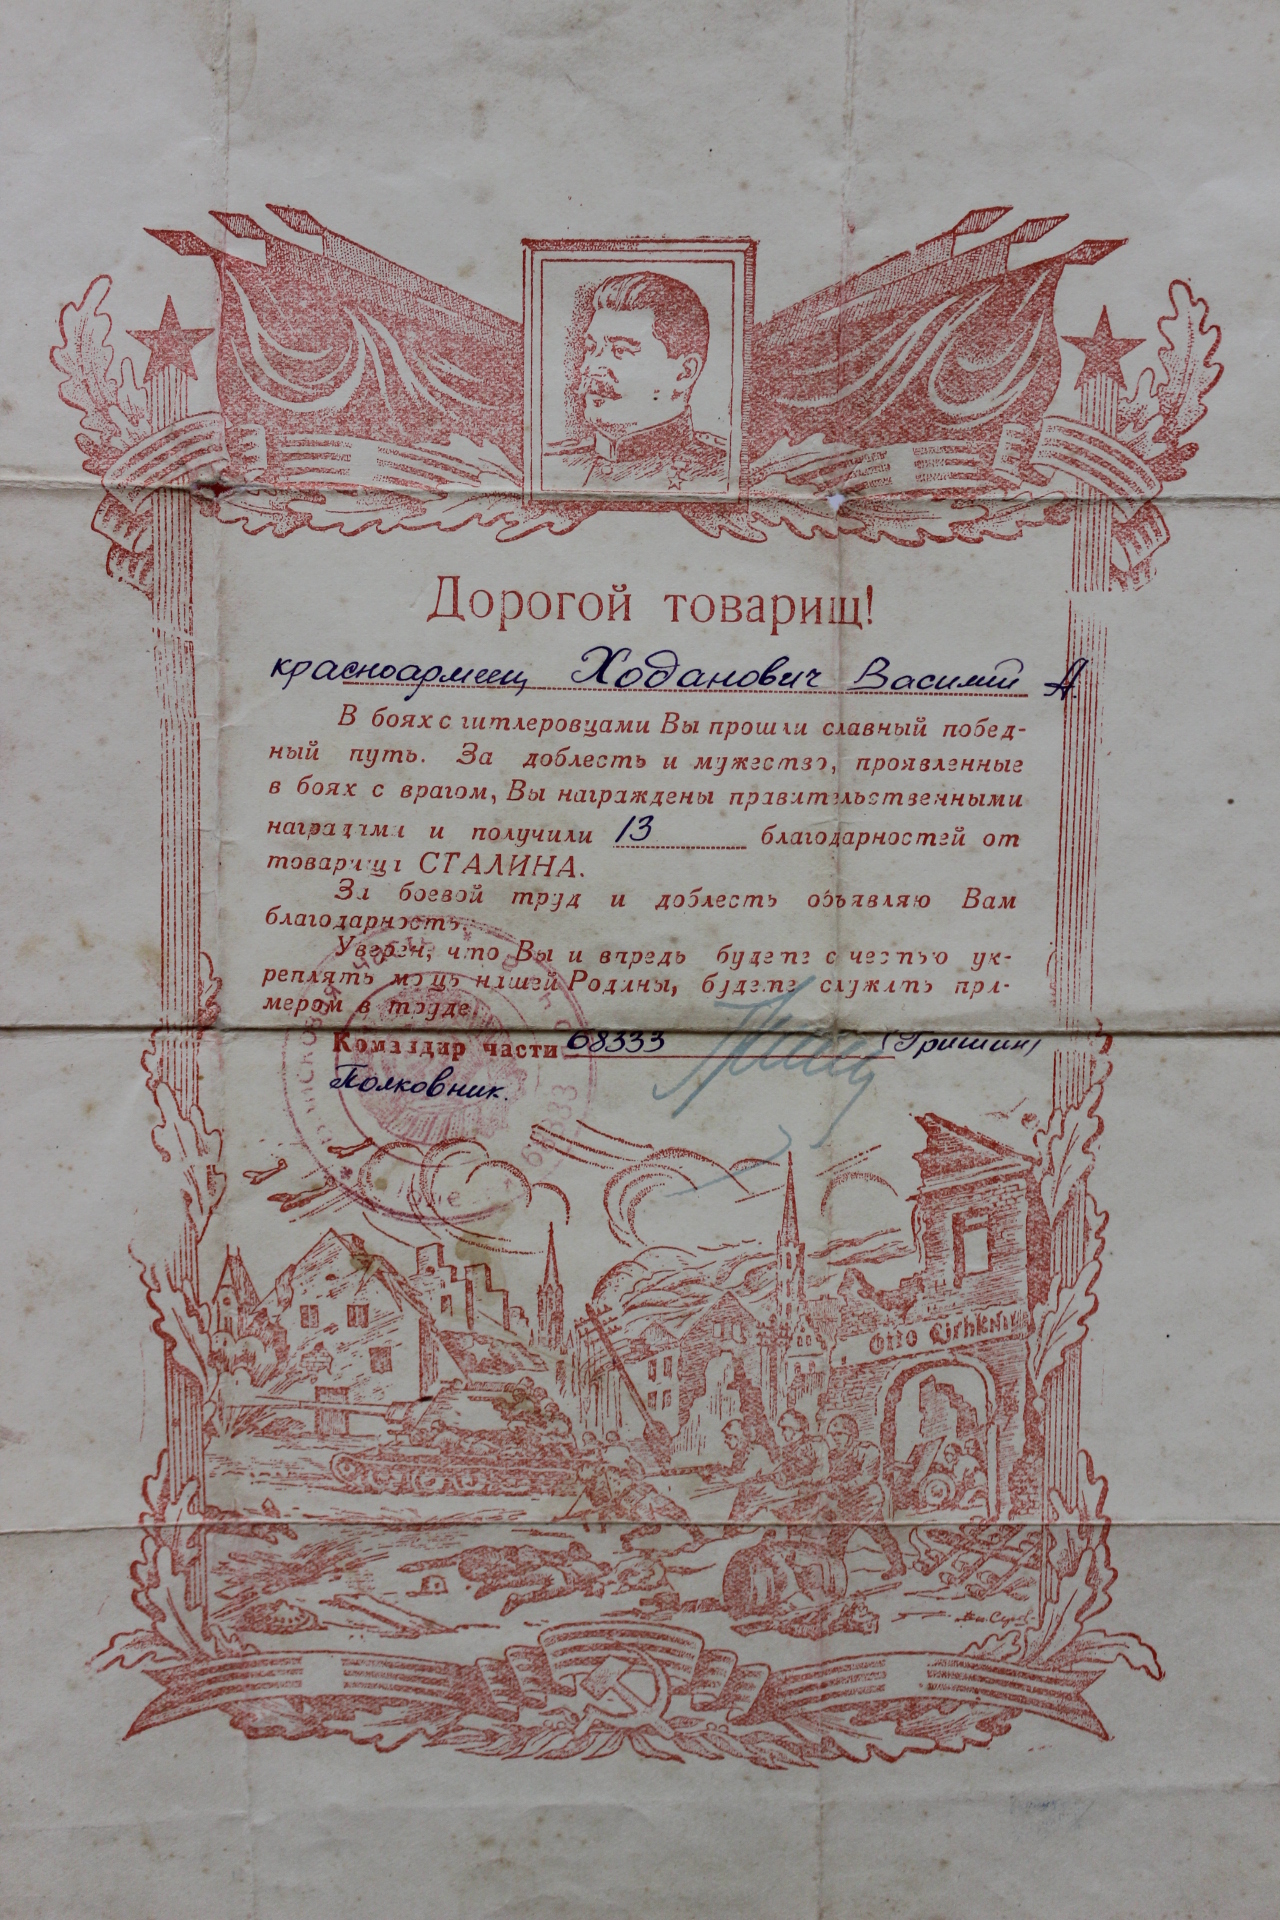 Дорогой товарищ!
красноармеец Ходанович Василий А.
В боях с гитлеровцами Вы прошли славный побед-
ный путь. За доблесть и мужество, проявленные
в боях с врагом, Вы награждены правительственными
наградами и получили 13 благодарностей от
товарища СТАЛИНА.
За боевой труд и доблесть объявляю Вам
благодарность.
Уверен, что Вы и впредь будете с честью ук-
реплять мощь нашей Родины, будете служить при-
мером в труде.
Командир части 68333 (Гришин)
Полковник.
68333
Otto